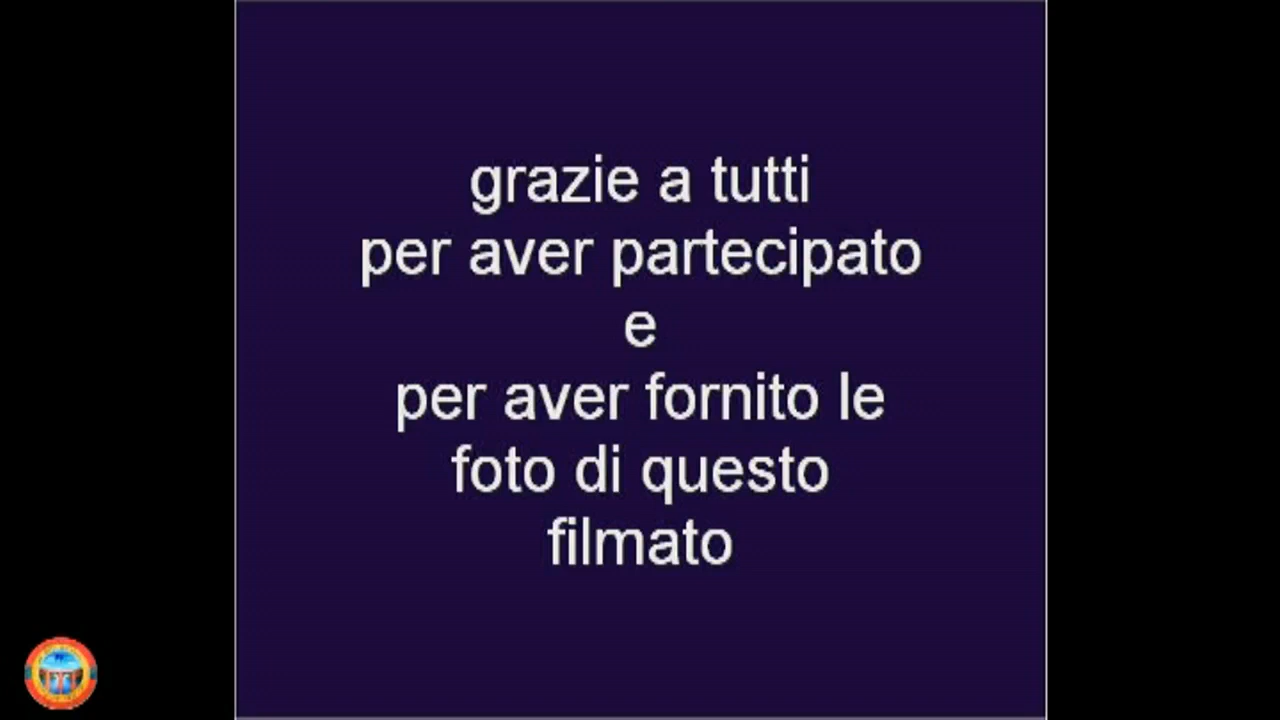 grazie a tutti
per aver partecipato
e
per aver fornito le
foto di questo
filmato